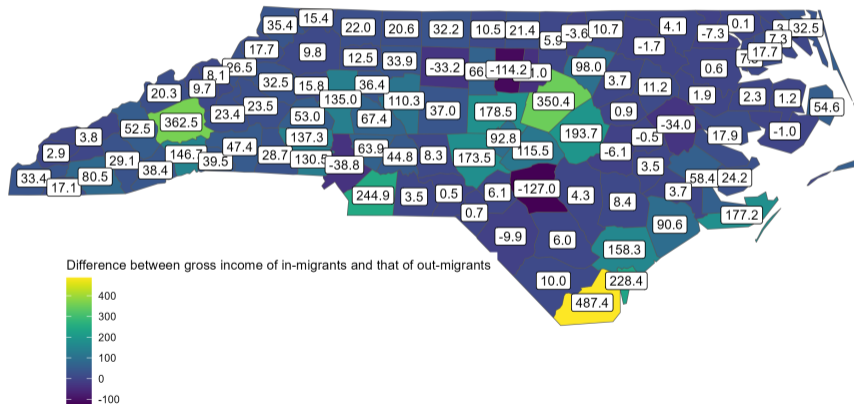 35.4 15.4 22.0 20.6 32.2 10.5 21.4 5.9 -3.6 10.7 4.1 -7.3 0.1 32.5
17.7 9.8 -1.7 7.3 17.7
8.1 26.5 12.5 33.9 -33.2 -114.2 98.0 0.6
20.3 9.7 32.5 15.8 36.4 3.7 11.2
135.0 110.3 350.4 1.9 2.3 1.2 54.6
362.5 23.4 23.5 53.0 67.4 37.0 178.5 0.9
3.8 52.5 137.3 92.8 193.7 -0.5 -34.0 17.9 -1.0
2.9 29.1 146.7 39.5 47.4 28.7 130.5 -38.8 63.9 44.8 8.3 173.5 115.5 -6.1 3.5
33.4 17.1 80.5 38.4 58.4 24.2
244.9 3.5 0.5 6.1 -127.0 4.3 8.4 3.7
0.7 90.6 177.2
-9.9 6.0 158.3
10.0 228.4
487.4
Difference between gross income of in-migrants and that of out-migrants
400
300
200
100
0
-100